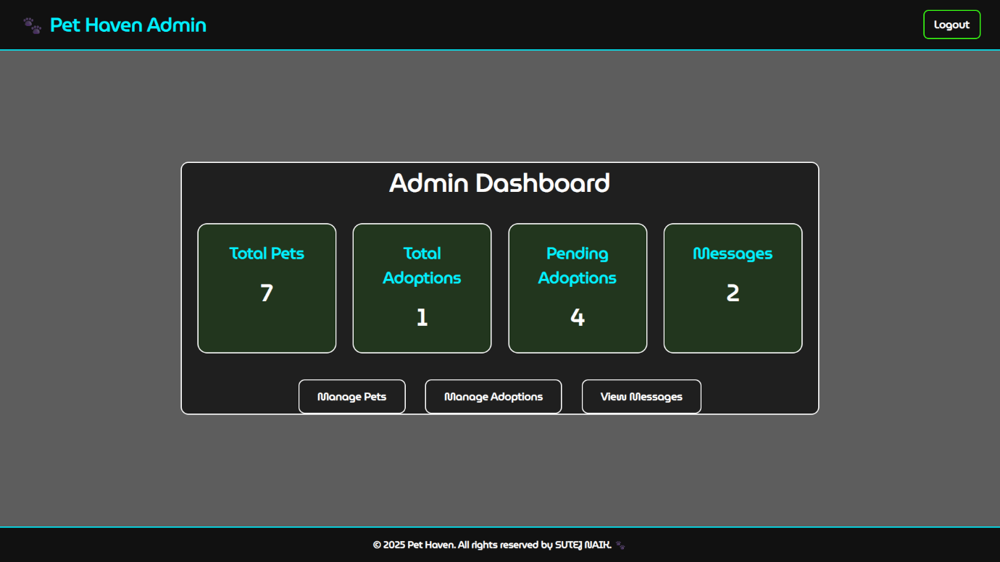 🐾 Pet Haven Admin
Logout
Admin Dashboard
Total Pets
7
Total
Adoptions
1
Pending
Adoptions
4
Messages
2
Manage Pets
Manage Adoptions
View Messages
© 2025 Pet Haven. All rights reserved by SUTEJ NAIK. 🐾